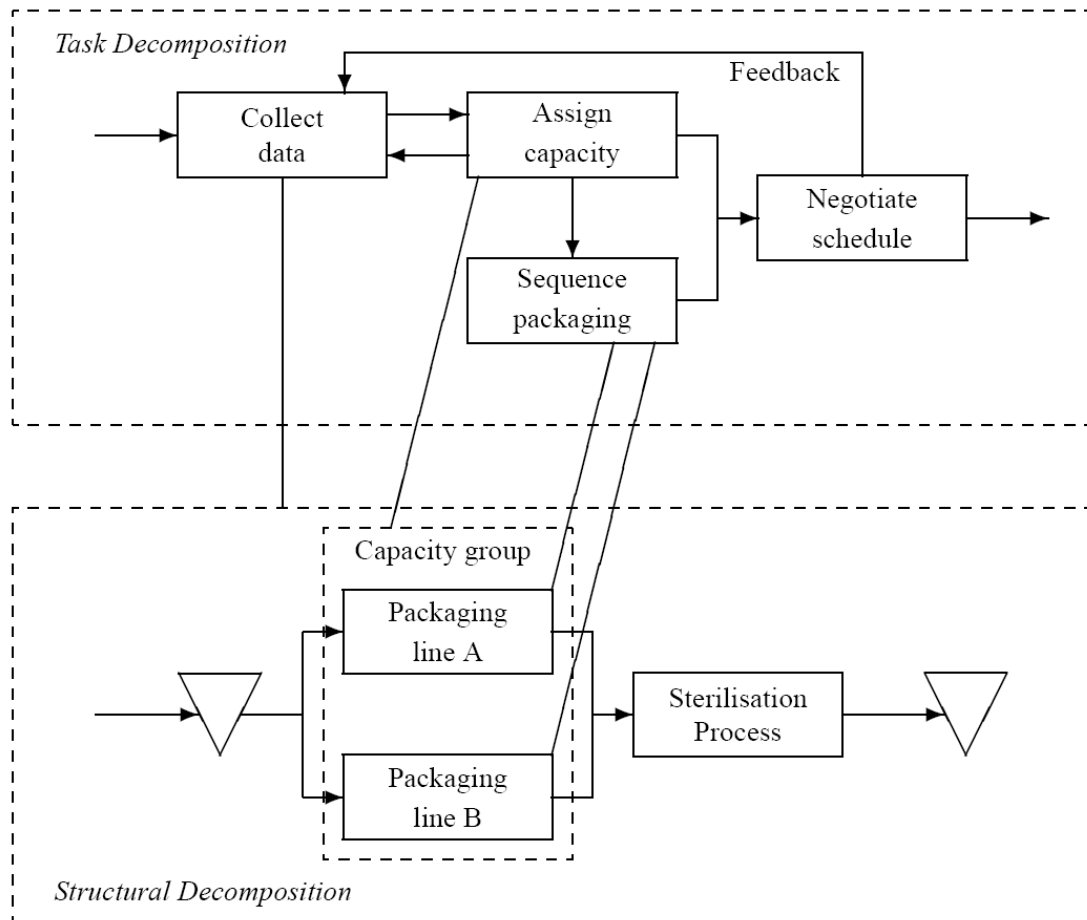 Task Decomposition
Feedback
Collect
data
Assign
capacity
Negotiate
schedule
Sequence
packaging
Capacity group
Packaging
line A
Sterilisation
Process
Packaging
line B
Structural Decomposition